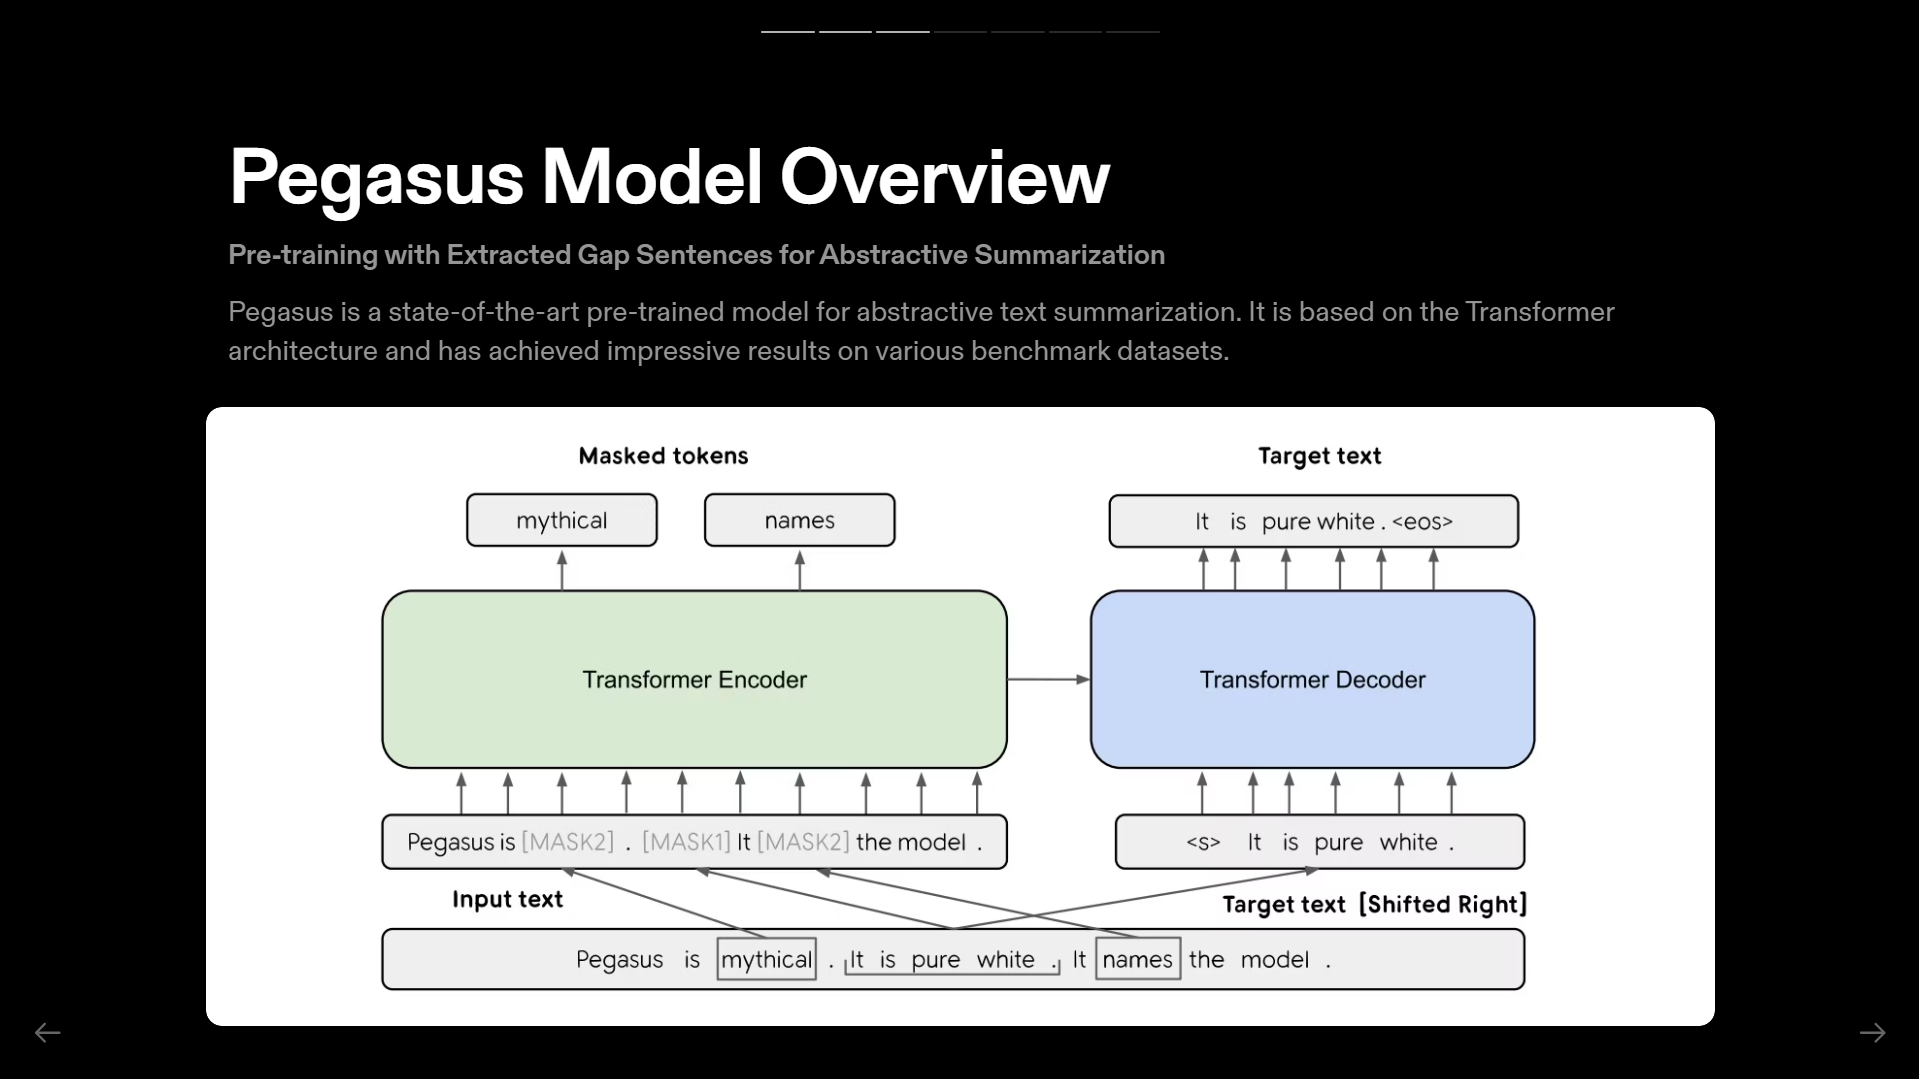 Pegasus Model Overview
Pre-training with Extracted Gap Sentences for Abstractive Summarization
Pegasus is a state-of-the-art pre-trained model for abstractive text summarization. It is based on the Transformer
architecture and has achieved impressive results on various benchmark datasets.
Masked tokens
Target text
mythical
names
It is pure white . <eos>
Transformer Encoder
Transformer Decoder
Pegasus is [MASK2] . [MASK1] It [MASK2] the model .
<s> It is pure white .
Input text
Target text [Shifted Right]
Pegasus is mythical . It is pure white . It names the model .